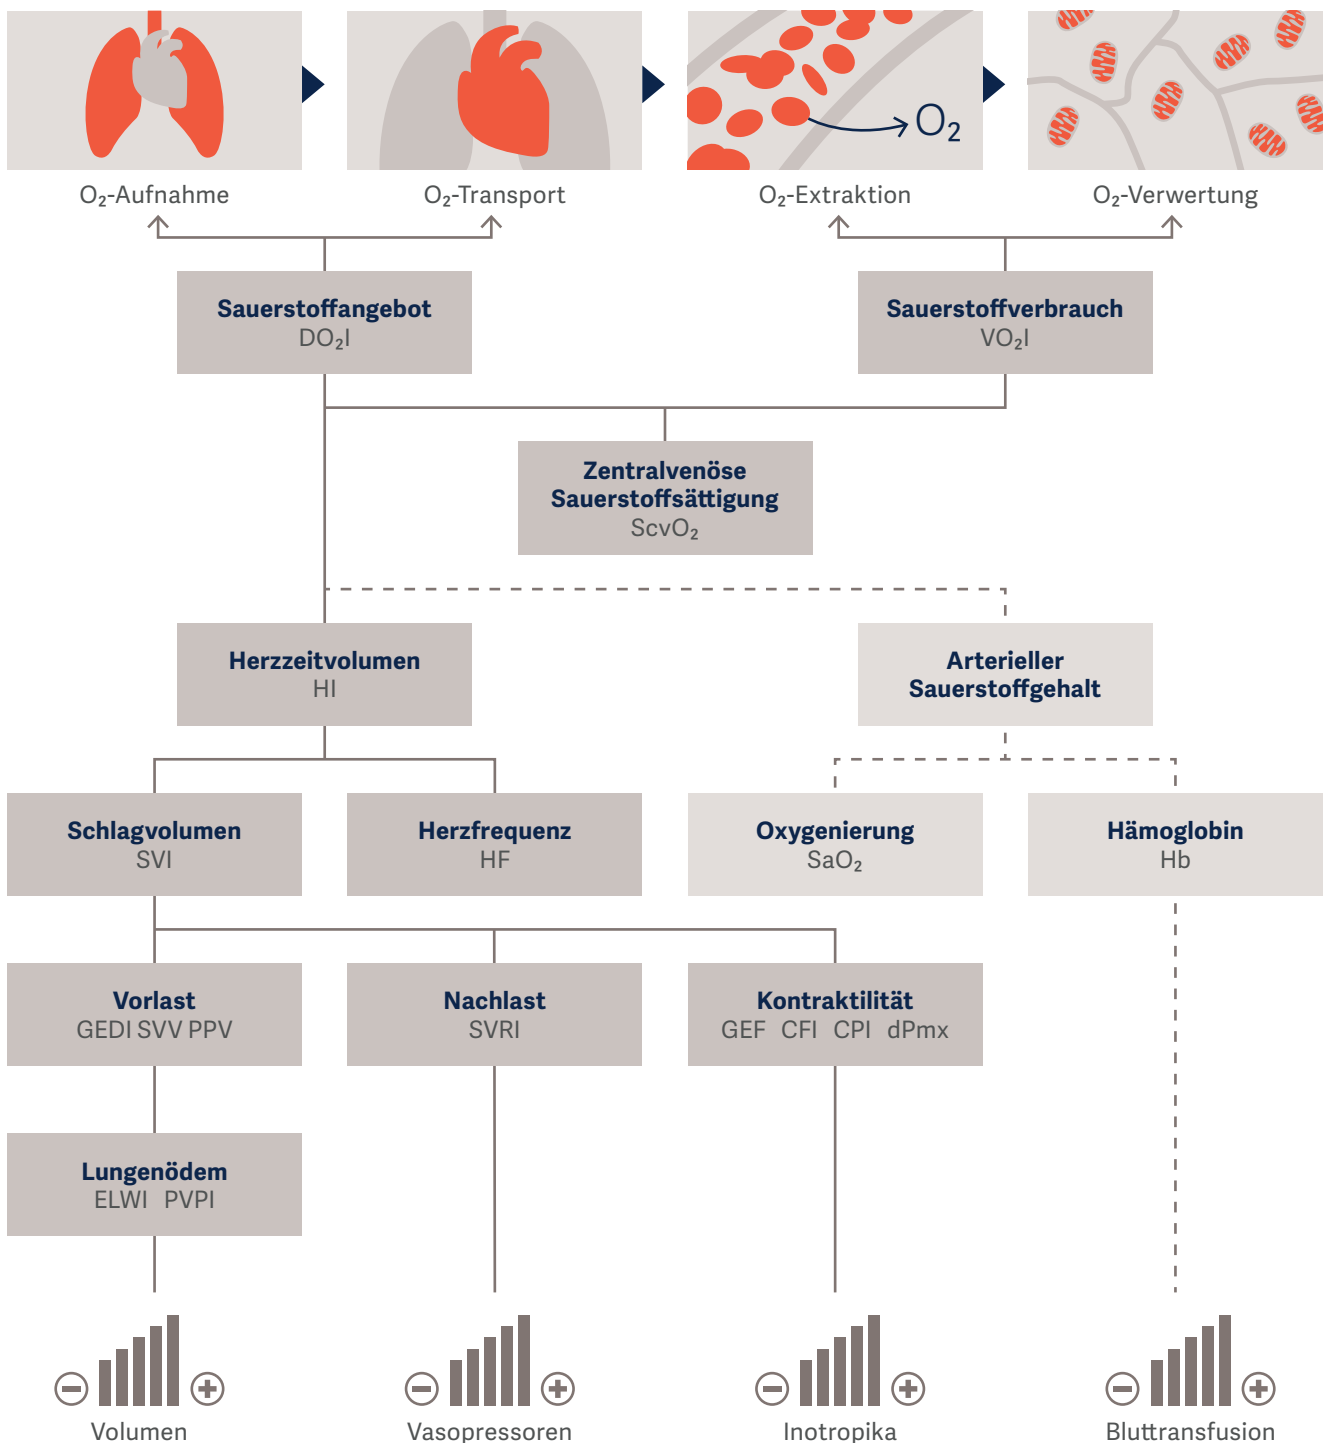 O₂
O₂-Aufnahme
O₂-Transport
O₂-Extraktion
O₂-Verwertung
Sauerstoffangebot
DO₂I
Sauerstoffverbrauch
VO₂I
Zentralvenöse
Sauerstoffsättigung
ScvO₂
Herzzeitvolumen
HI
Arterieller
Sauerstoffgehalt
Schlagvolumen
SVI
Herzfrequenz
HF
Oxygenierung
SaO₂
Hämoglobin
Hb
Vorlast
GEDI SVV PPV
Nachlast
SVRI
Kontraktilität
GEF CFI CPI dPmx
Lungenödem
ELWI PVPI
Volumen
Vasopressoren
Inotropika
Bluttransfusion